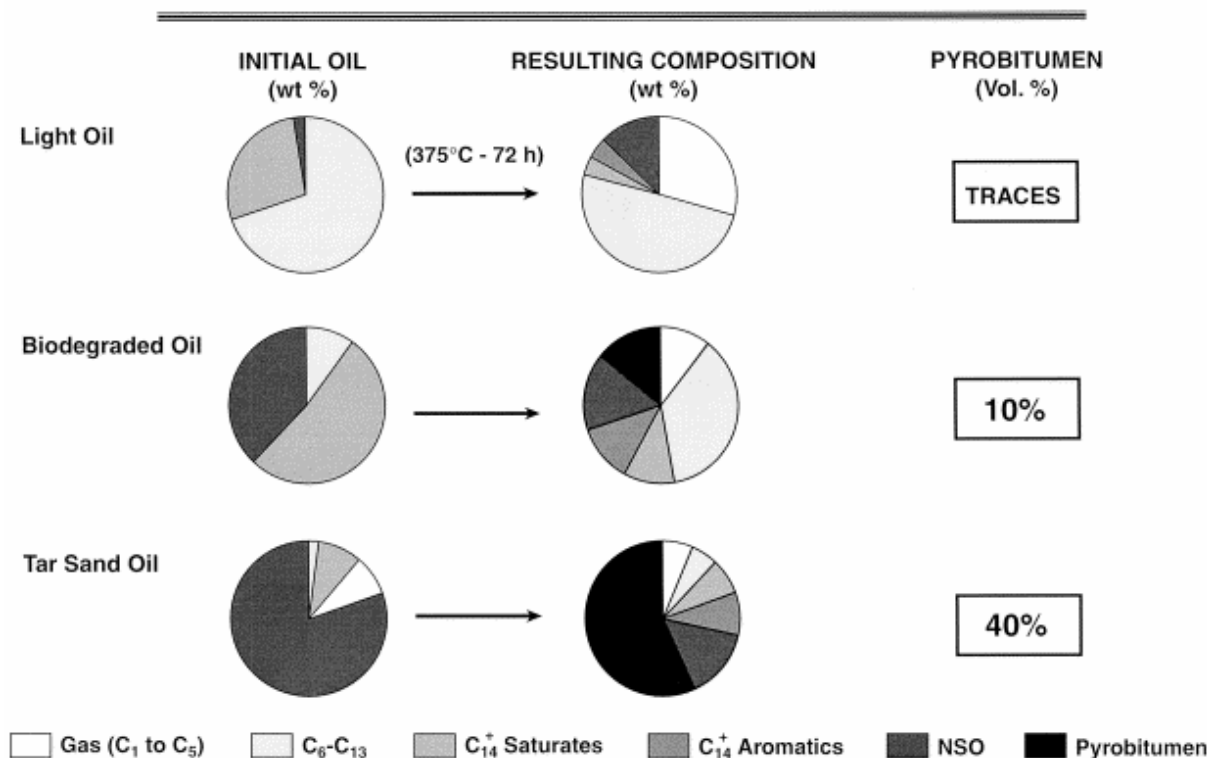 INITIAL OIL RESULTING COMPOSITION PYROBITUMEN
(wt %) (wt %) (Vol. %)
Light Oil
(375°C - 72 h)
TRACES
Biodegraded Oil
10%
Tar Sand Oil
40%
Gas (C₁ to C₅) C₆-C₁₃ C₁₄⁺ Saturates C₁₄⁺ Aromatics NSO Pyrobitumen